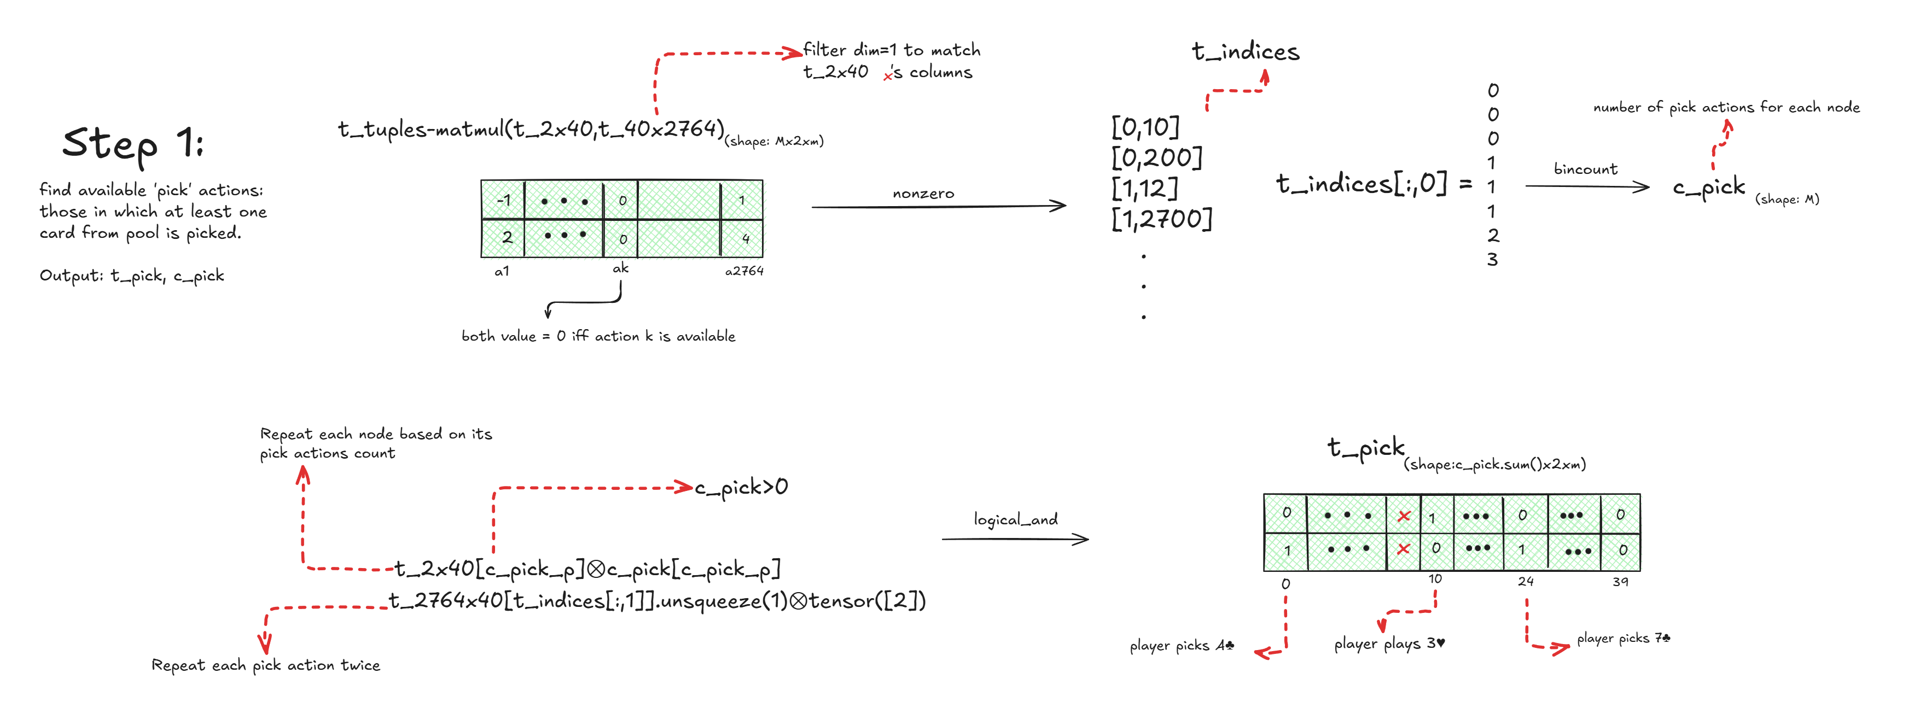 Step 1:
find available 'pick' actions:
those in which at least one
card from pool is picked.
Output: t_pick, c_pick
filter dim=1 to match
t_2x40 ×'s columns
t_tuples-matmul(t_2x40,t_40x2764)
(shape: Mx2xm)
-1 • • • 0 1
2 • • • 0 4
a1 ak a2764
both value = 0 iff action k is available
nonzero
t_indices
[0,10]
[0,200]
[1,12]
[1,2700]
.
.
.
t_indices[:,0] =
0
0
0
1
1
1
2
3
bincount
number of pick actions for each node
c_pick (shape: M)
Repeat each node based on its
pick actions count
c_pick>0
t_2x40[c_pick_p]⊗c_pick[c_pick_p]
t_2764x40[t_indices[:,1]].unsqueeze(1)⊗tensor([2])
Repeat each pick action twice
logical_and
t_pick
(shape:c_pick.sum()x2xm)
0 • • • × 1 ••• 0 ••• 0
1 • • • × 0 ••• 1 ••• 0
0 10 24 39
player picks A♣
player plays 3♥
player picks 7♣